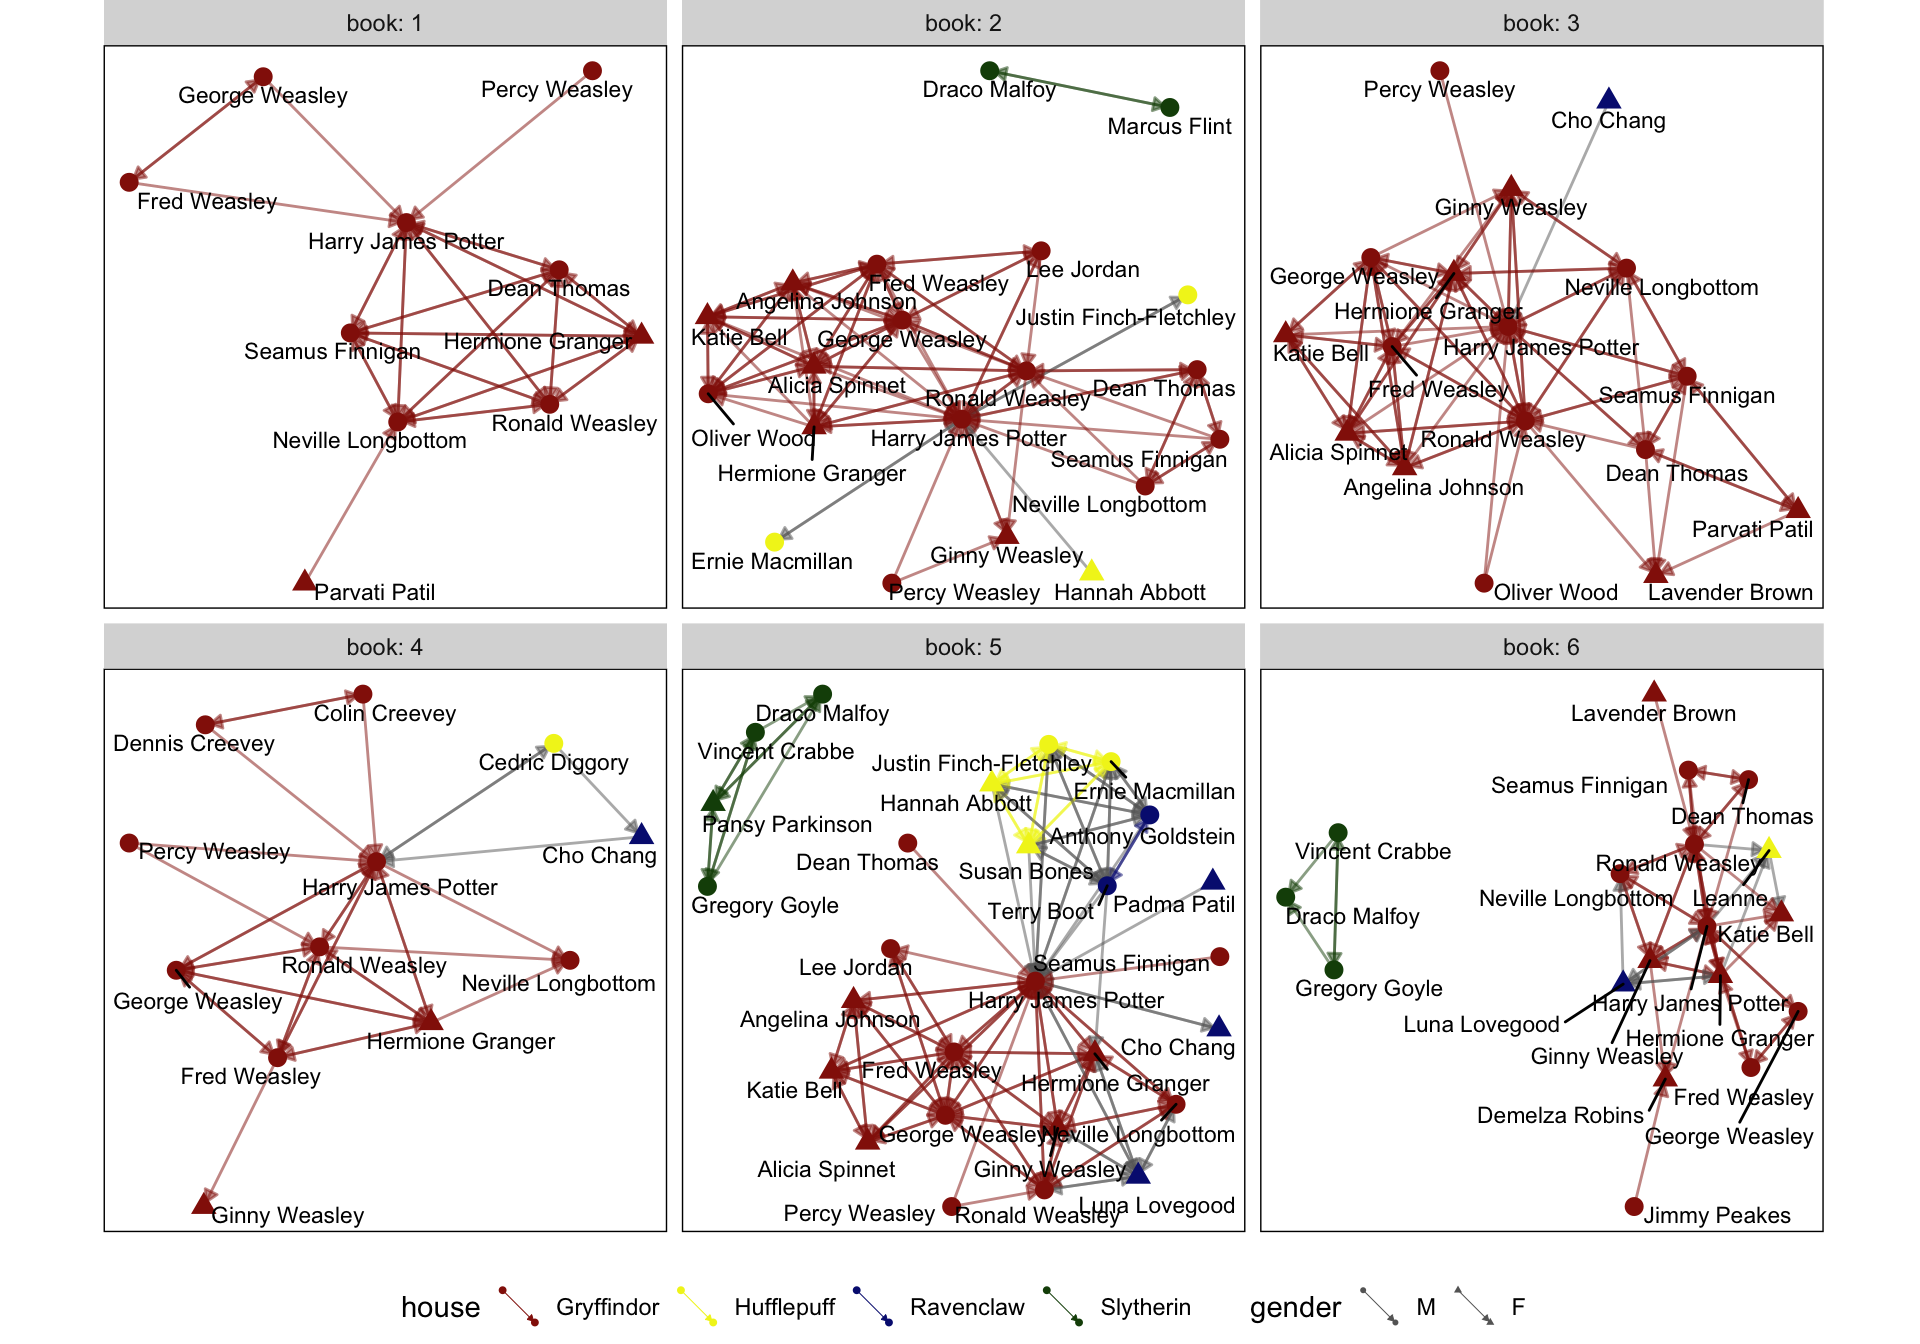 book: 1
George Weasley
Percy Weasley
Fred Weasley
Harry James Potter
Dean Thomas
Seamus Finnigan
Hermione Granger
Ronald Weasley
Neville Longbottom
Parvati Patil
book: 2
Draco Malfoy
Marcus Flint
Lee Jordan
Fred Weasley
Angelina Johnson
Justin Finch-Fletchley
Katie Bell
George Weasley
Alicia Spinnet
Dean Thomas
Ronald Weasley
Oliver Wood
Harry James Potter
Seamus Finnigan
Hermione Granger
Neville Longbottom
Ernie Macmillan
Ginny Weasley
Percy Weasley
Hannah Abbott
book: 3
Percy Weasley
Cho Chang
Ginny Weasley
George Weasley
Neville Longbottom
Hermione Granger
Katie Bell
Harry James Potter
Fred Weasley
Seamus Finnigan
Ronald Weasley
Alicia Spinnet
Dean Thomas
Angelina Johnson
Parvati Patil
Oliver Wood
Lavender Brown
book: 4
Colin Creevey
Dennis Creevey
Cedric Diggory
Percy Weasley
Cho Chang
Harry James Potter
Ronald Weasley
Neville Longbottom
George Weasley
Hermione Granger
Fred Weasley
Ginny Weasley
book: 5
Draco Malfoy
Vincent Crabbe
Justin Finch-Fletchley
Ernie Macmillan
Hannah Abbott
Pansy Parkinson
Anthony Goldstein
Dean Thomas
Susan Bones
Gregory Goyle
Terry Boot
Padma Patil
Lee Jordan
Seamus Finnigan
Harry James Potter
Angelina Johnson
Cho Chang
Fred Weasley
Hermione Granger
Katie Bell
George Weasley
Neville Longbottom
Alicia Spinnet
Ginny Weasley
Luna Lovegood
Percy Weasley
Ronald Weasley
book: 6
Lavender Brown
Seamus Finnigan
Dean Thomas
Vincent Crabbe
Ronald Weasley
Neville Longbottom
Leanne
Draco Malfoy
Katie Bell
Gregory Goyle
Harry James Potter
Luna Lovegood
Hermione Granger
Ginny Weasley
Fred Weasley
Demelza Robins
George Weasley
Jimmy Peakes
house
Gryffindor
Hufflepuff
Ravenclaw
Slytherin
gender
M
F